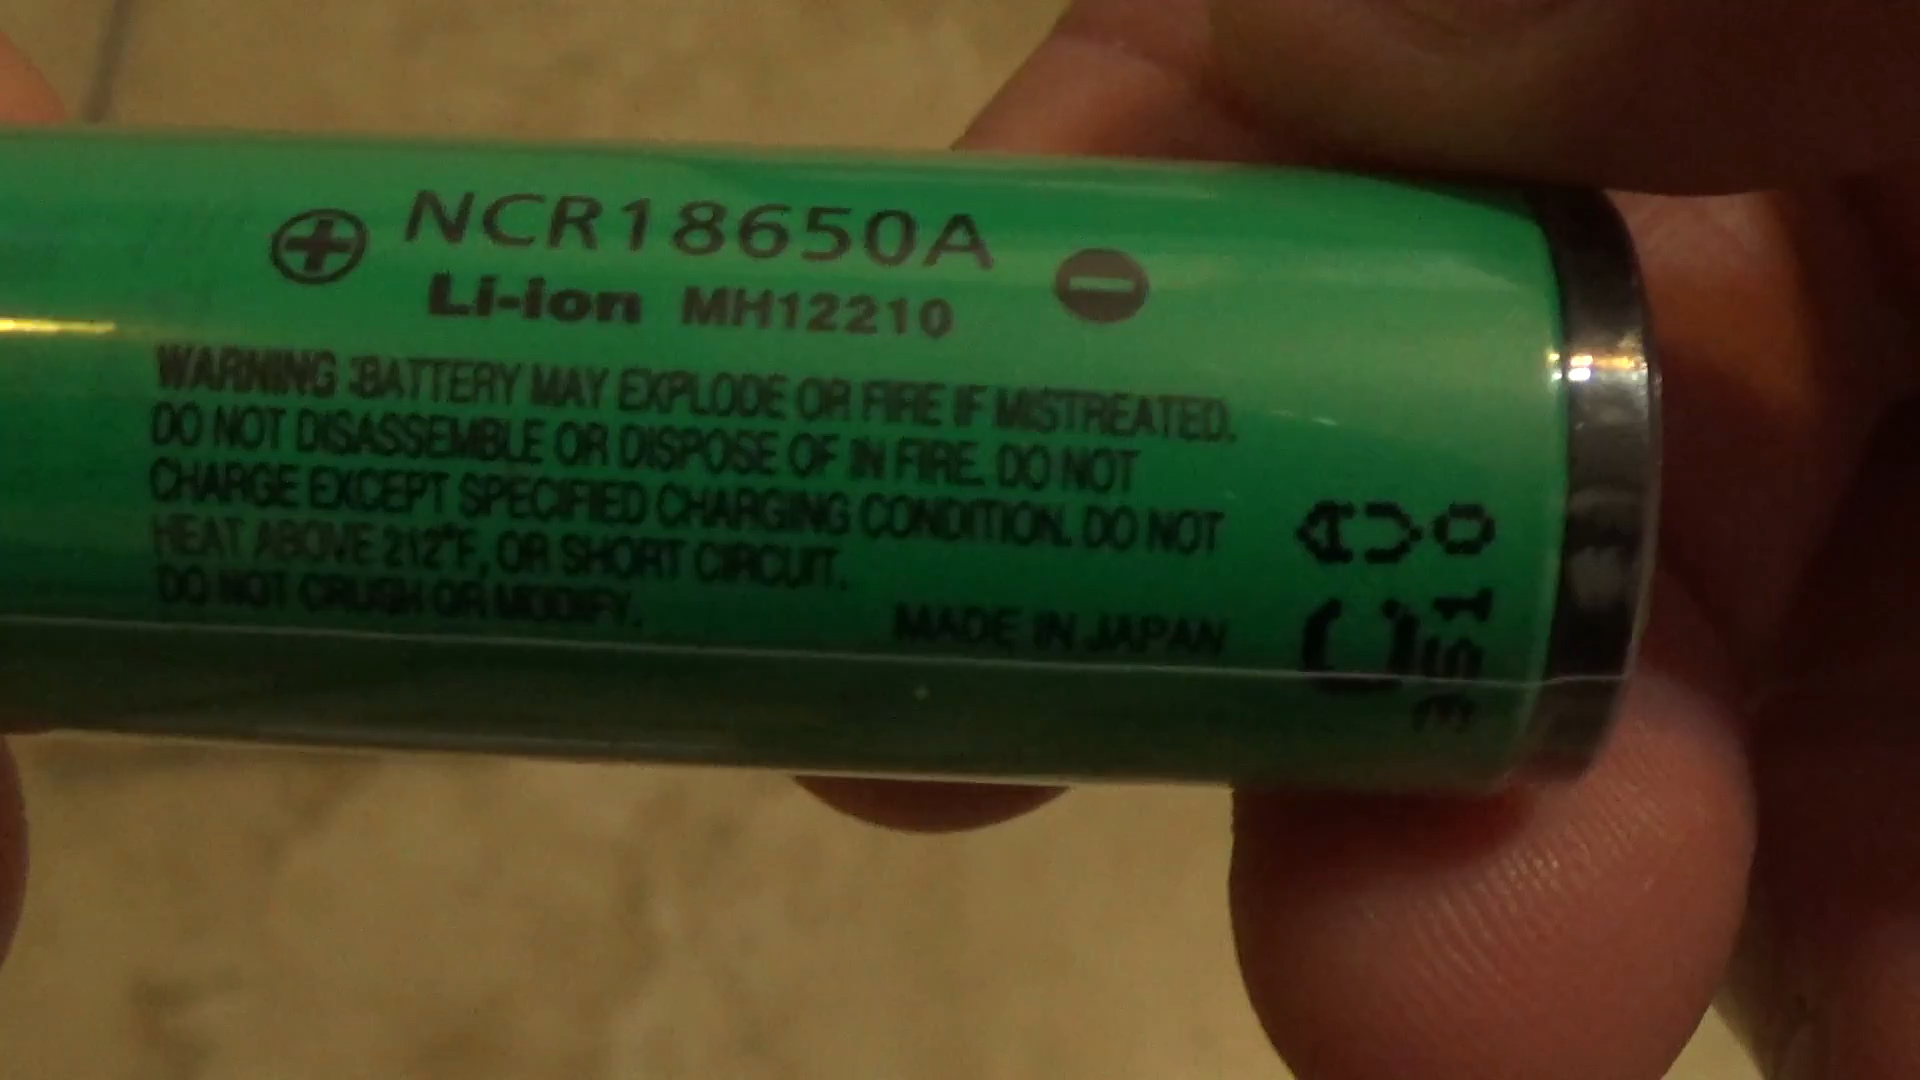 NCR18650A
Li-ion MH12210
WARNING :BATTERY MAY EXPLODE OR FIRE IF MISTREATED.
DO NOT DISASSEMBLE OR DISPOSE OF IN FIRE. DO NOT
CHARGE EXCEPT SPECIFIED CHARGING CONDITION. DO NOT
HEAT ABOVE 212°F, OR SHORT CIRCUIT.
DO NOT CRUSH OR MODIFY.
MADE IN JAPAN
3510